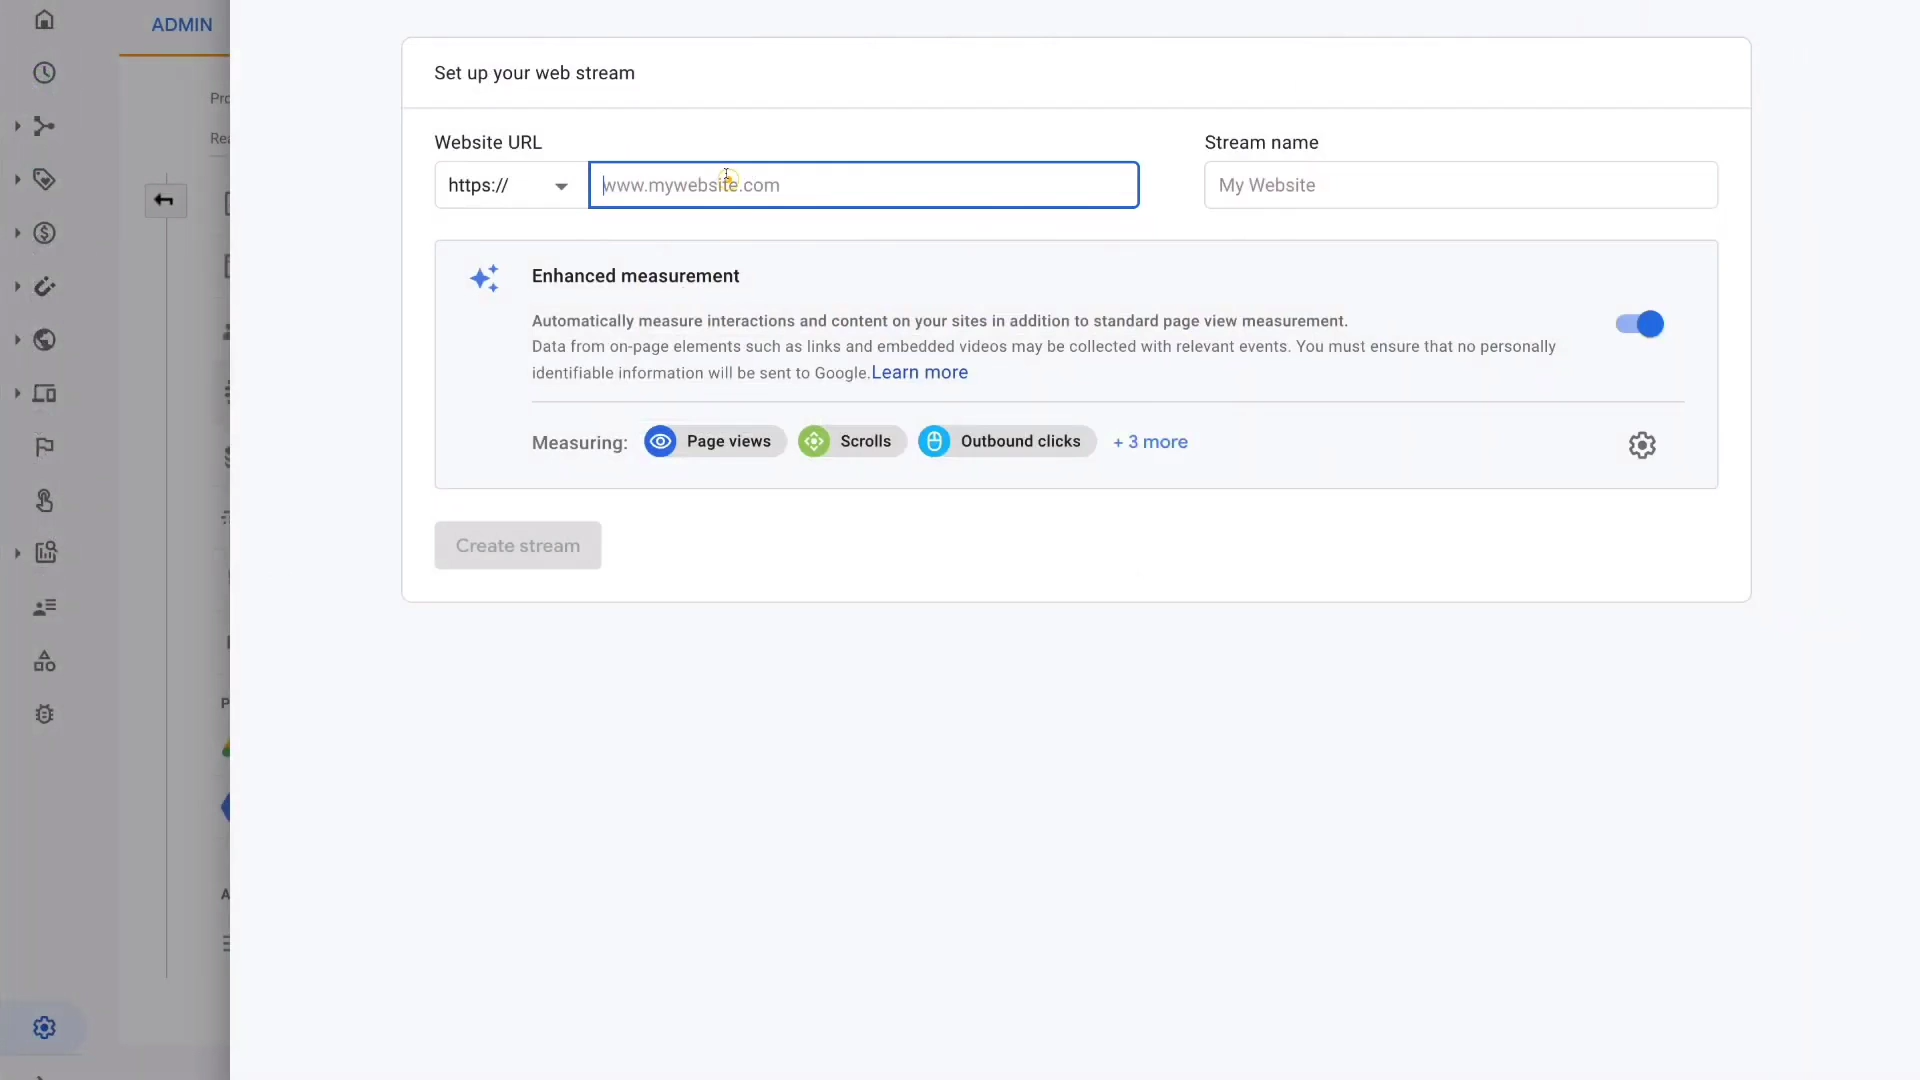 ADMIN
Set up your web stream
Website URL
Stream name
https://
www.mywebsite.com
My Website
Enhanced measurement
Automatically measure interactions and content on your sites in addition to standard page view measurement.
Data from on-page elements such as links and embedded videos may be collected with relevant events. You must ensure that no personally
identifiable information will be sent to Google.Learn more
Measuring: Page views Scrolls Outbound clicks + 3 more
Create stream